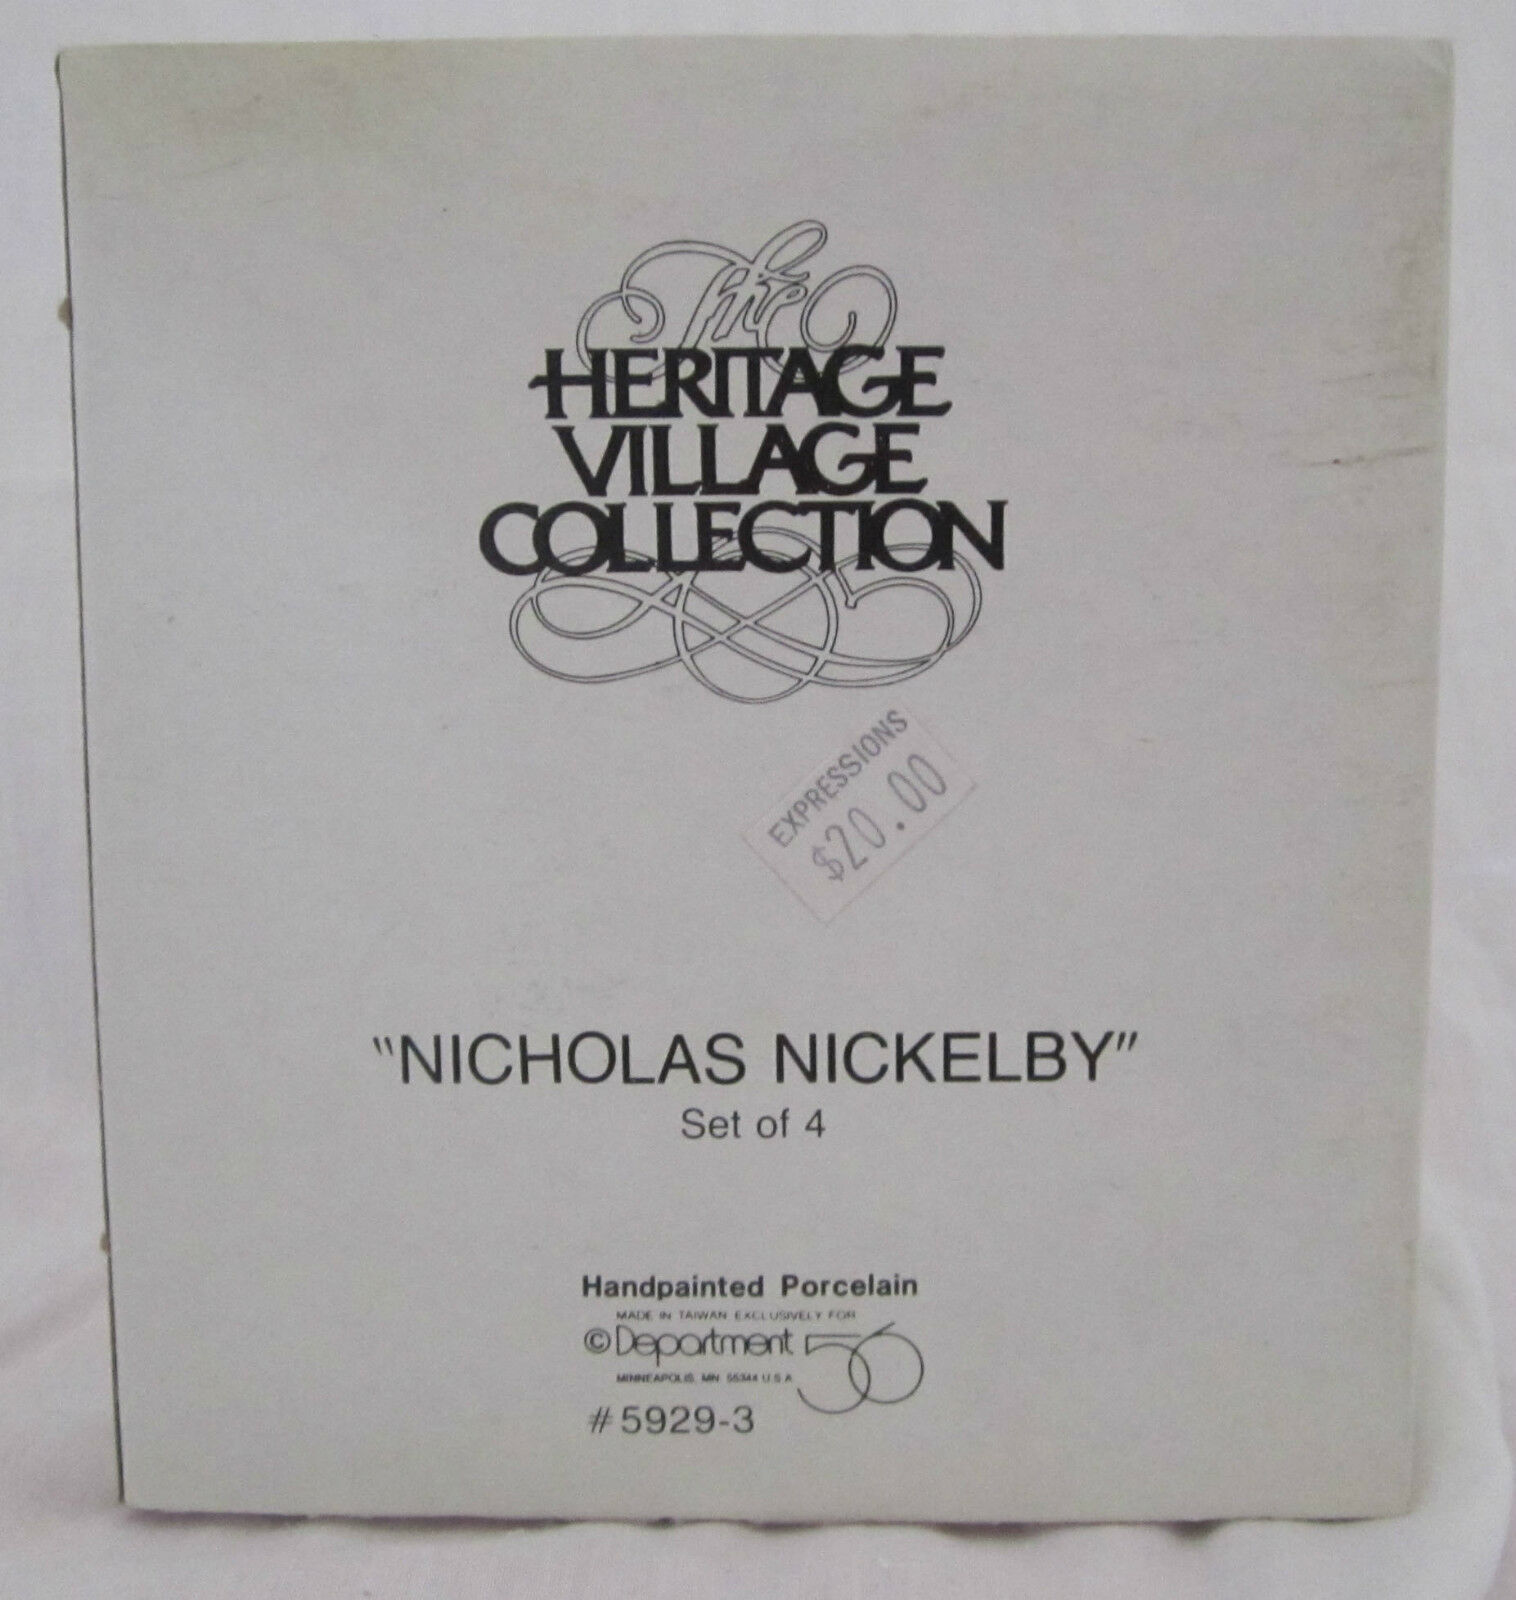 The
HERITAGE
VILLAGE
COLLECTION
EXPRESSIONS
$20.00
"NICHOLAS NICKELBY"
Set of 4
Handpainted Porcelain
MADE IN TAIWAN EXCLUSIVELY FOR
© Department 56
MINNEAPOLIS, MN 55344 U.S.A.
# 5929-3